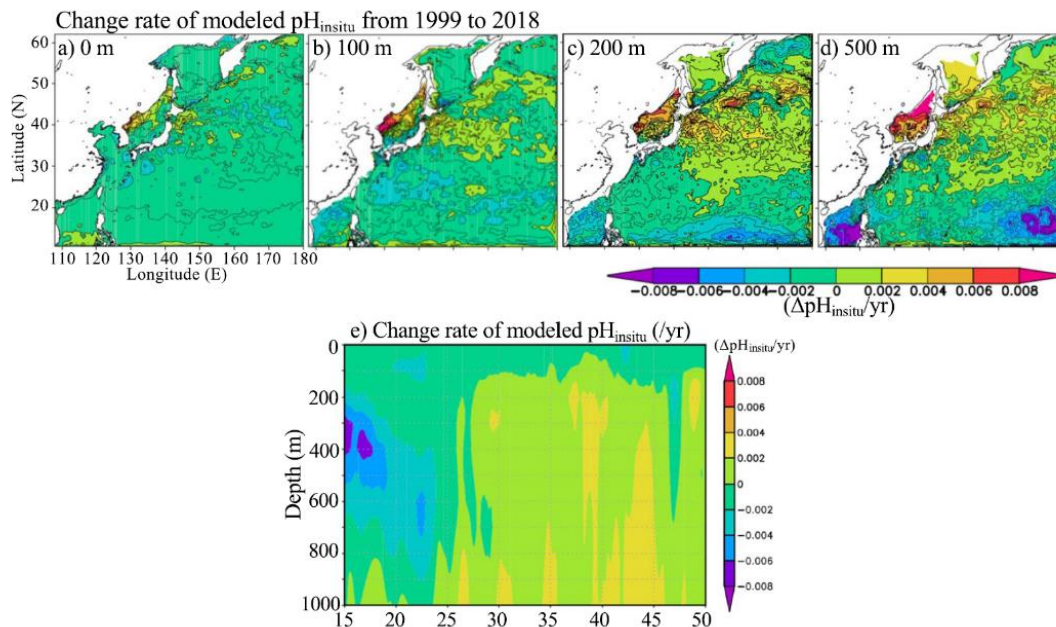 Change rate of modeled pHinsitu from 1999 to 2018
a) 0 m
b) 100 m
c) 200 m
d) 500 m
Latitude (N)
60
50
40
30
20
110 120 130 140 150 160 170 180
Longitude (E)
-0.008 -0.006 -0.004 -0.002 0 0.002 0.004 0.006 0.008
(ΔpHinsitu/yr)
e) Change rate of modeled pHinsitu (/yr)
(ΔpHinsitu/yr)
Depth (m)
0
200
400
600
800
1000
15 20 25 30 35 40 45 50
0.008
0.006
0.004
0.002
0
-0.002
-0.004
-0.006
-0.008